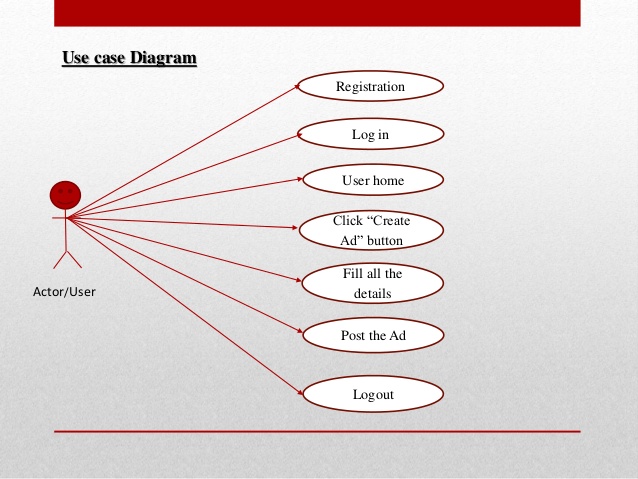 Use case Diagram
Registration
Log in
User home
Click “Create
Ad” button
Fill all the
details
Post the Ad
Logout
Actor/User